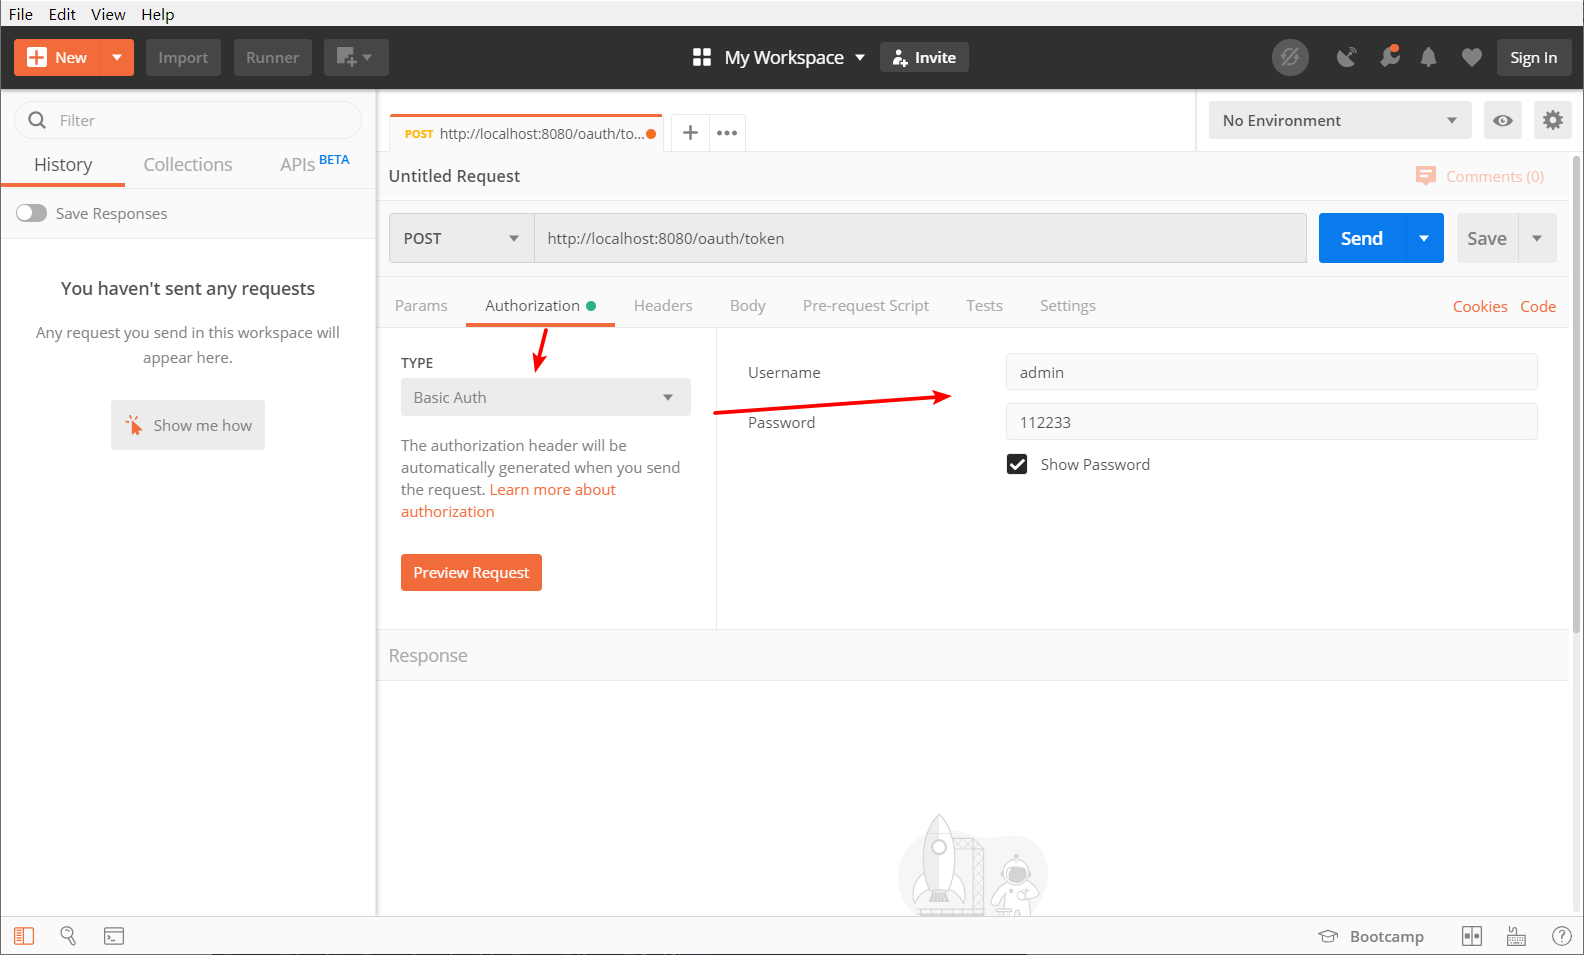 File Edit View Help
New Import Runner My Workspace Invite Sign In
Filter
History Collections APIs BETA
Save Responses
You haven't sent any requests
Any request you send in this workspace will
appear here.
Show me how
POST http://localhost:8080/oauth/to...
No Environment
Untitled Request
Comments (0)
POST http://localhost:8080/oauth/token
Send Save
Params Authorization Headers Body Pre-request Script Tests Settings
Cookies Code
TYPE
Basic Auth
The authorization header will be
automatically generated when you send
the request. Learn more about
authorization
Preview Request
Username admin
Password 112233
Show Password
Response
Bootcamp